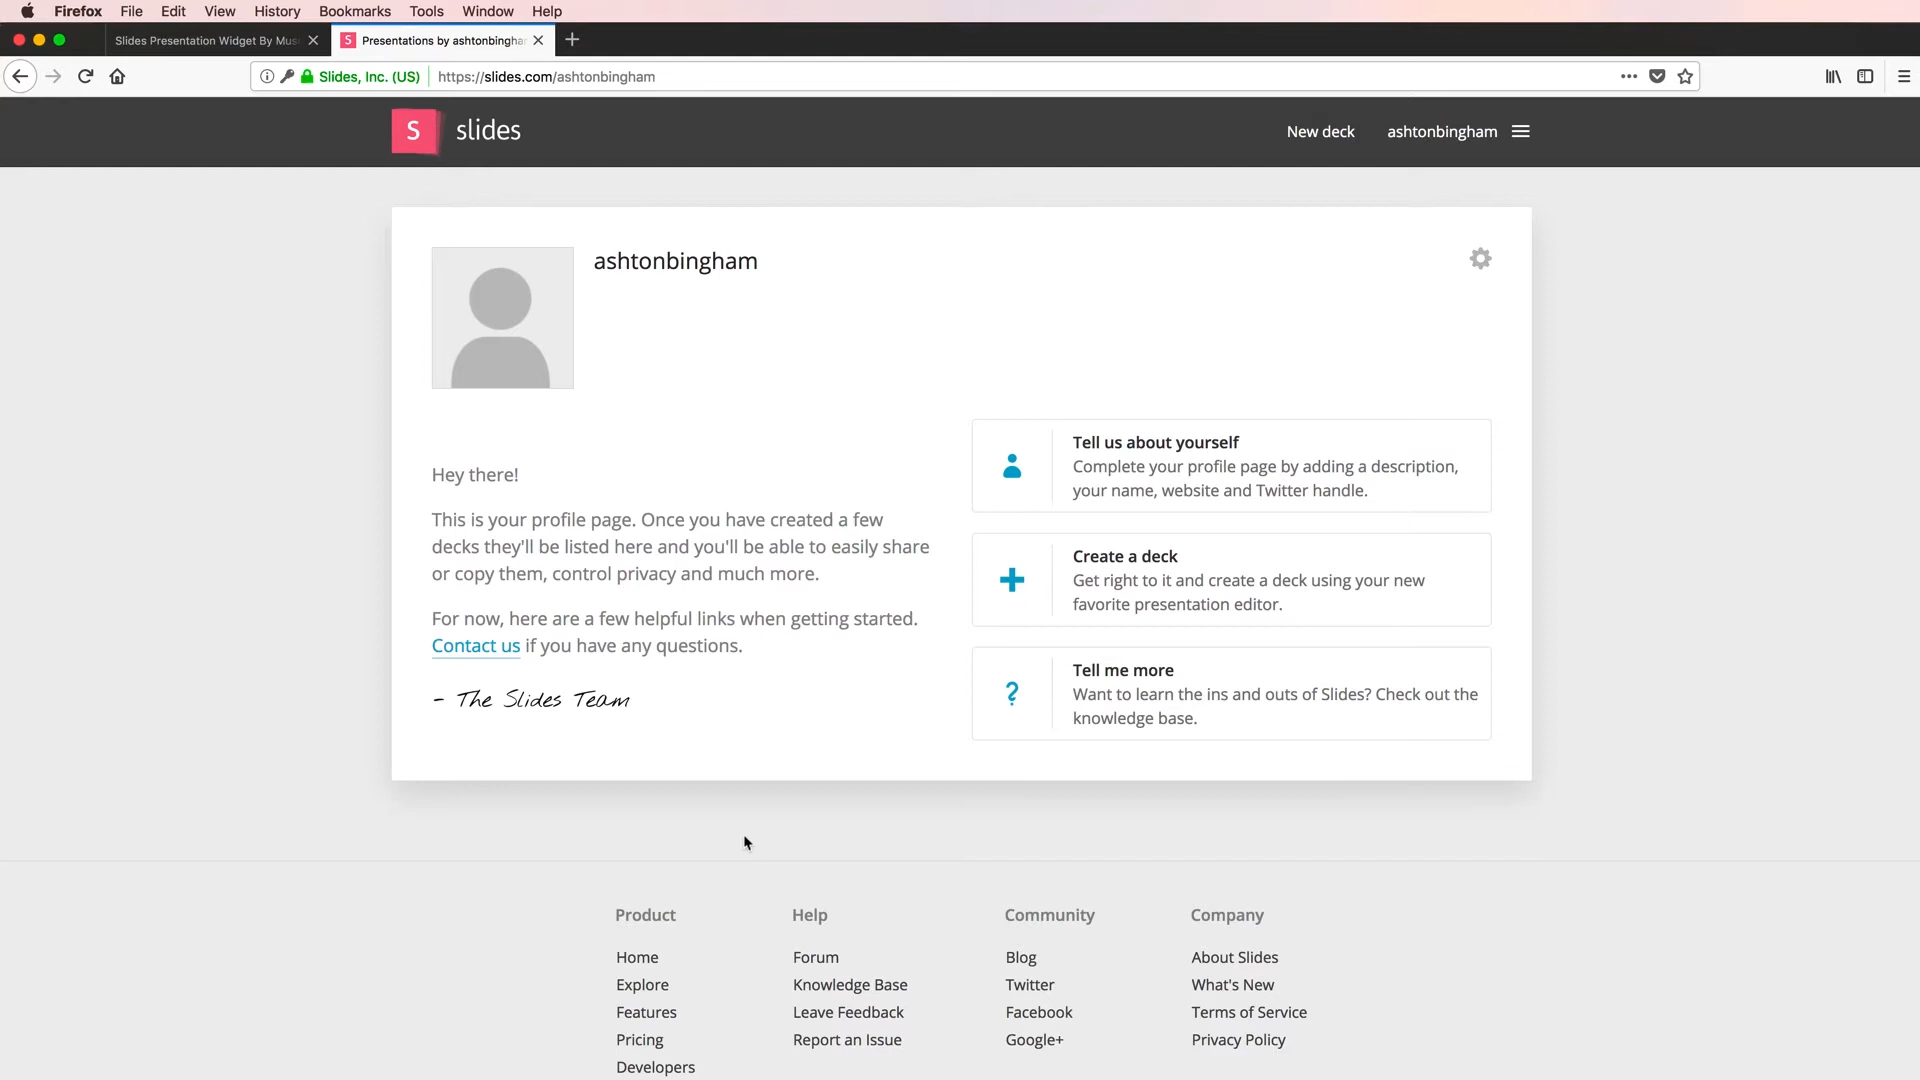 Firefox File Edit View History Bookmarks Tools Window Help
Slides Presentation Widget By Mus
S Presentations by ashtonbingha
Slides, Inc. (US) https://slides.com/ashtonbingham
S slides New deck ashtonbingham
ashtonbingham
Hey there!
This is your profile page. Once you have created a few
decks they'll be listed here and you'll be able to easily share
or copy them, control privacy and much more.
For now, here are a few helpful links when getting started.
Contact us if you have any questions.
- The Slides Team
Tell us about yourself
Complete your profile page by adding a description,
your name, website and Twitter handle.
Create a deck
Get right to it and create a deck using your new
favorite presentation editor.
?
Tell me more
Want to learn the ins and outs of Slides? Check out the
knowledge base.
Product
Home
Explore
Features
Pricing
Developers
Help
Forum
Knowledge Base
Leave Feedback
Report an Issue
Community
Blog
Twitter
Facebook
Google+
Company
About Slides
What's New
Terms of Service
Privacy Policy